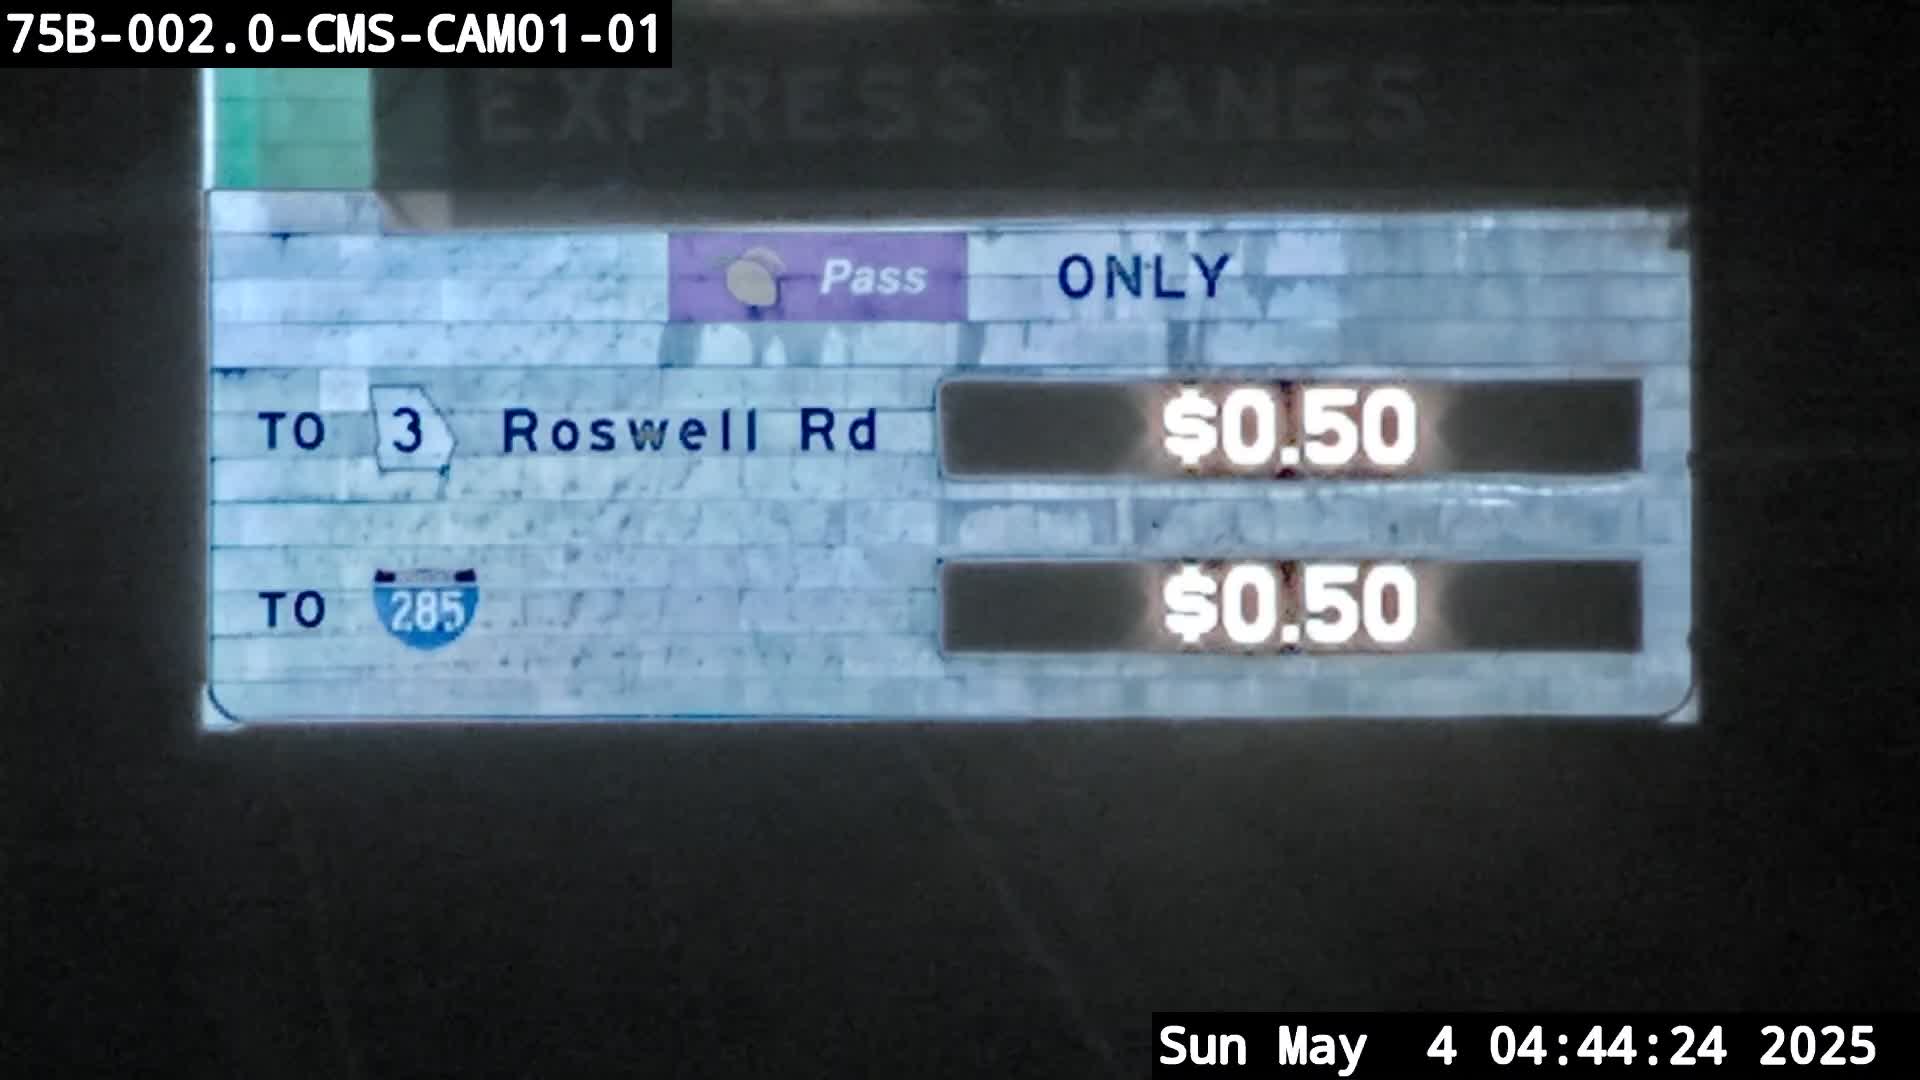 75B-002.0-CMS-CAM01-01
EXPRESS LANES
Pass ONLY
TO 3 Roswell Rd $0.50
TO 285 $0.50
Sun May 4 04:44:24 2025